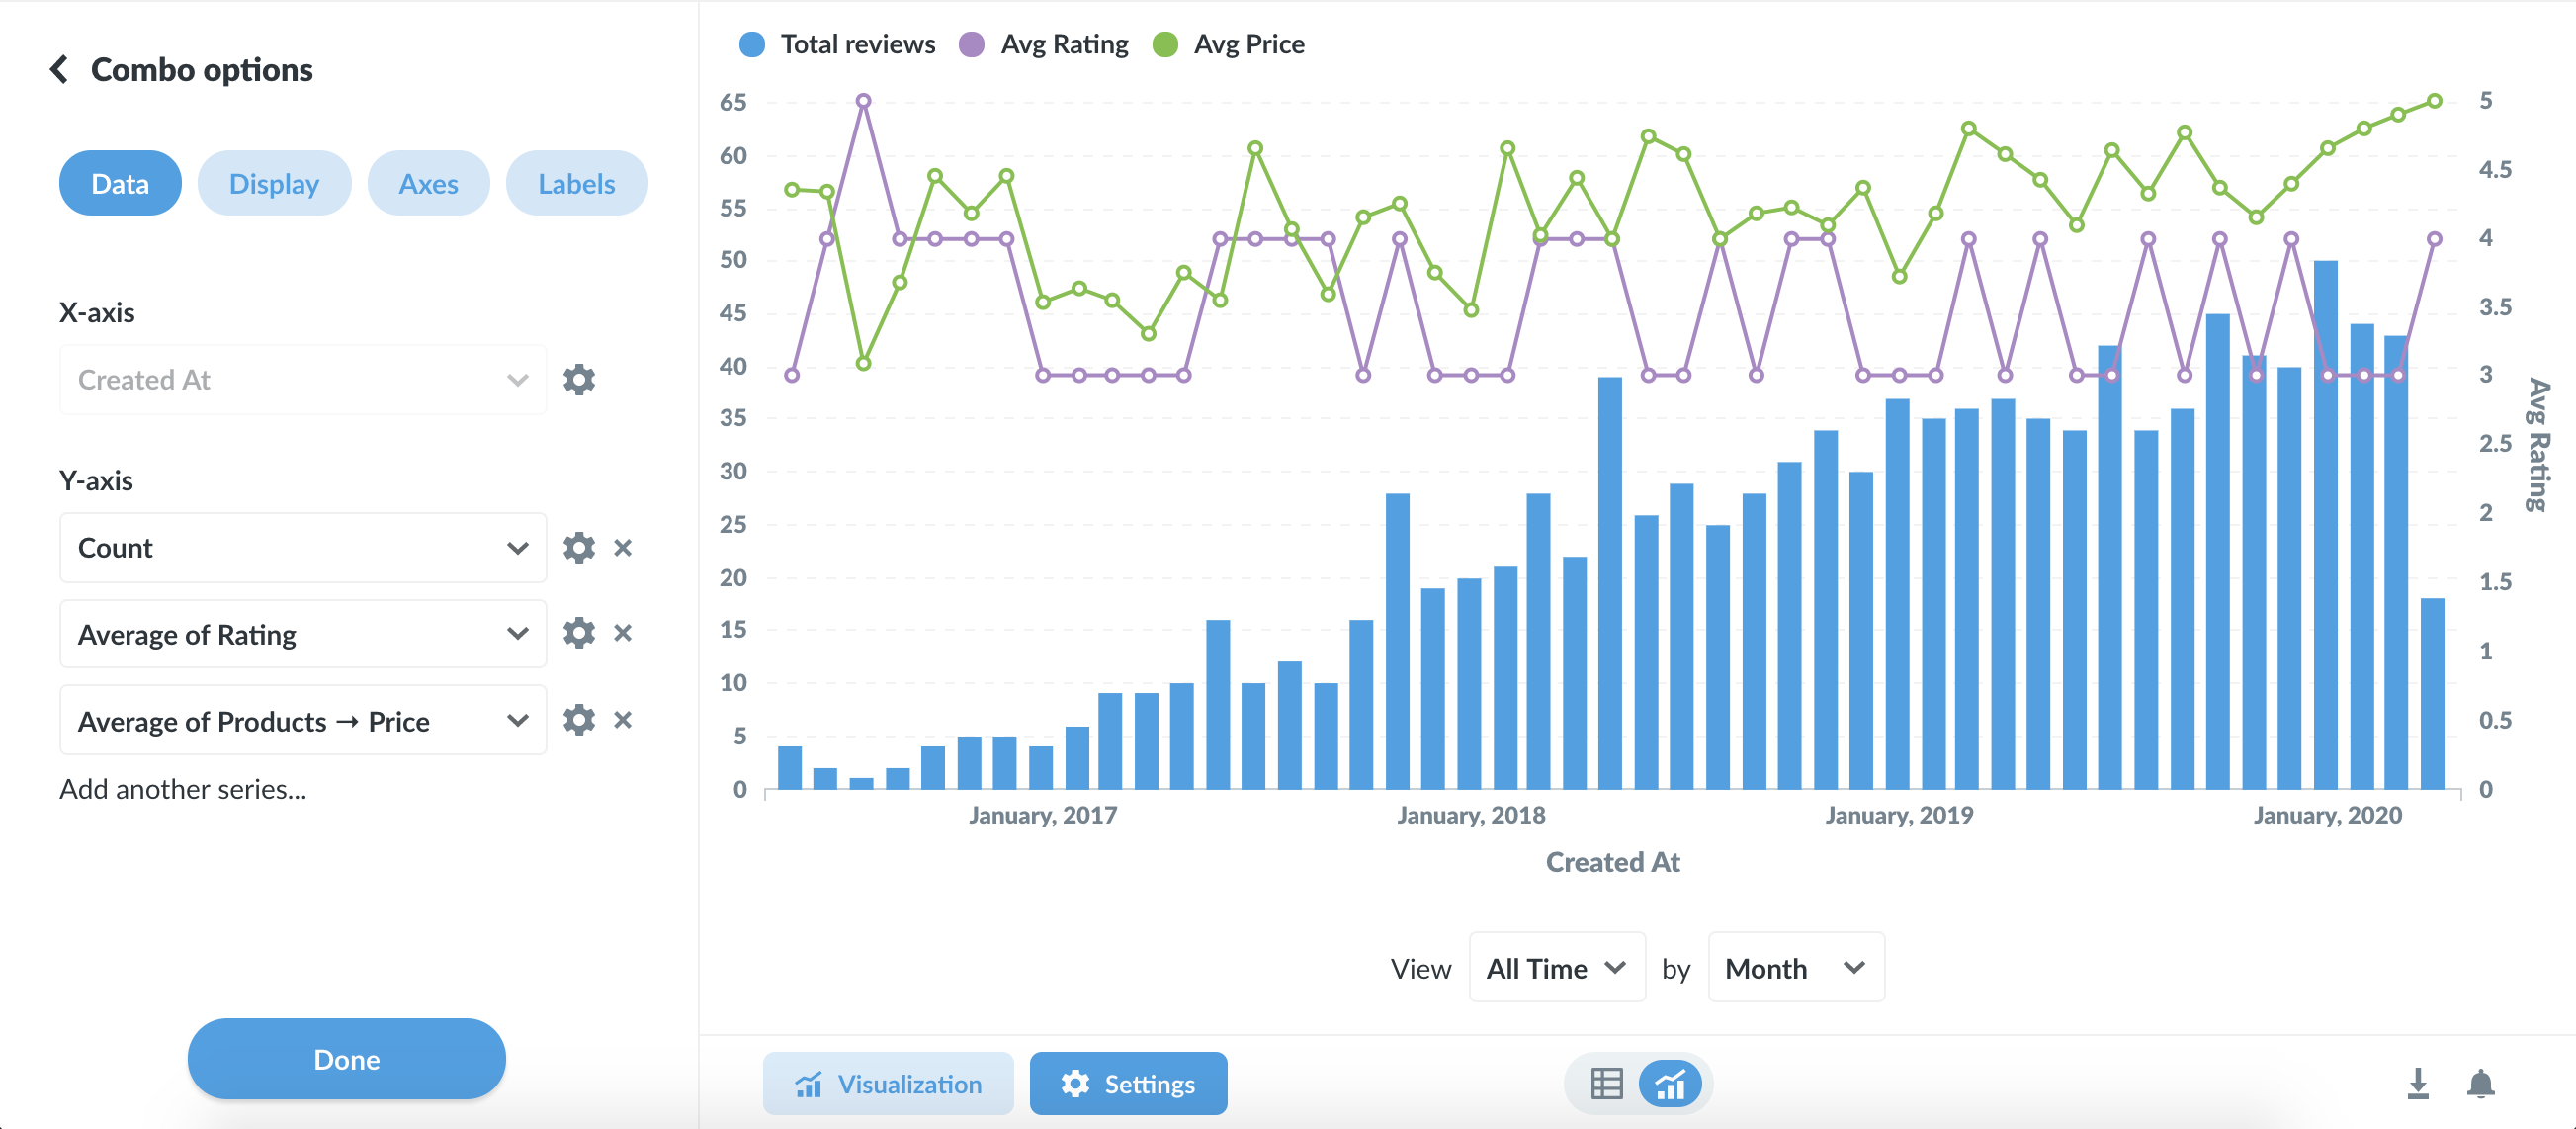 Combo options
Data Display Axes Labels
X-axis
Created At
Y-axis
Count
Average of Rating
Average of Products → Price
Add another series...
Done
Total reviews Avg Rating Avg Price
65
60
55
50
45
40
35
30
25
20
15
10
5
0
5
4.5
4
3.5
3
2.5
2
1.5
1
0.5
0
Avg Rating
January, 2017 January, 2018 January, 2019 January, 2020
Created At
View All Time by Month
Visualization Settings